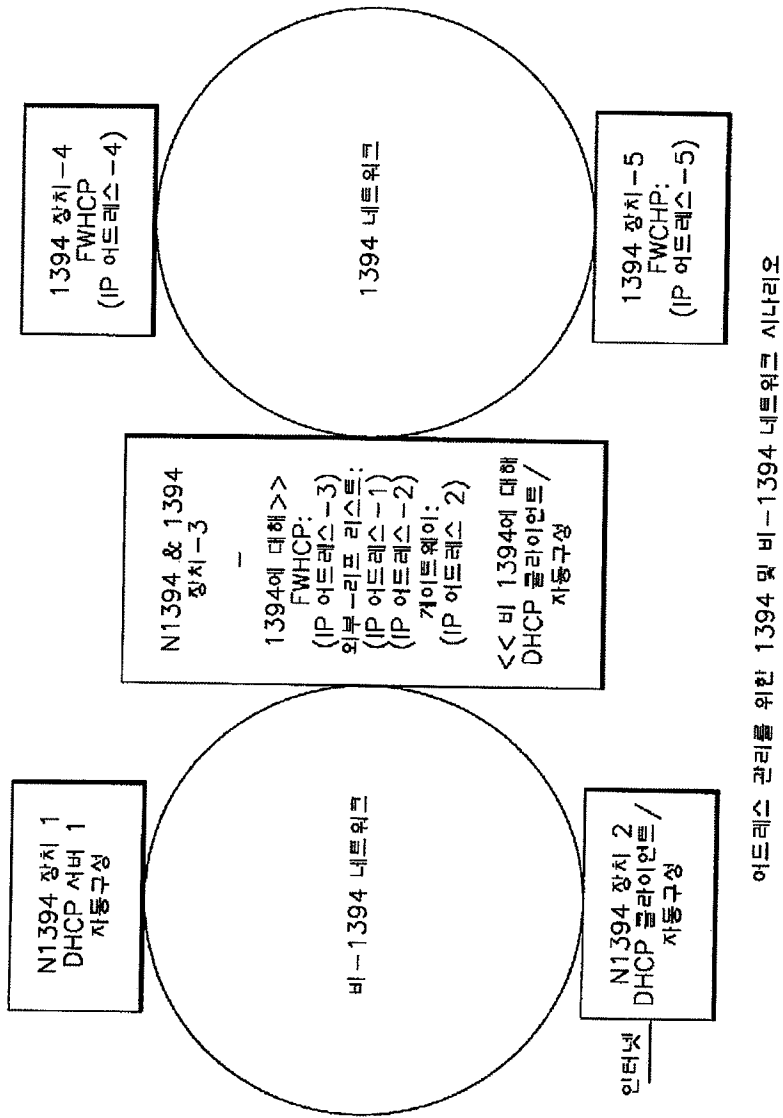 N1394 장치 1
DHCP 서버 1
자동구성
비-1394 네트워크
인터넷
N1394 장치 2
DHCP 클라이언트/
자동구성
N1394 & 1394
장치-3
-
1394에 대해>>
FWHCP:
(IP 어드레스-3)
외부-리프 리스트:
(IP 어드레스-1)
(IP 어드레스-2)
게이트웨이:
(IP 어드레스 2)
<< 비 1394에 대해
DHCP 클라이언트/
자동구성
1394 장치-4
FWHCP
(IP 어드레스-4)
1394 네트워크
1394 장치-5
FWCHP:
(IP 어드레스-5)
어드레스 관리를 위한 1394 및 비-1394 네트워크 시나리오